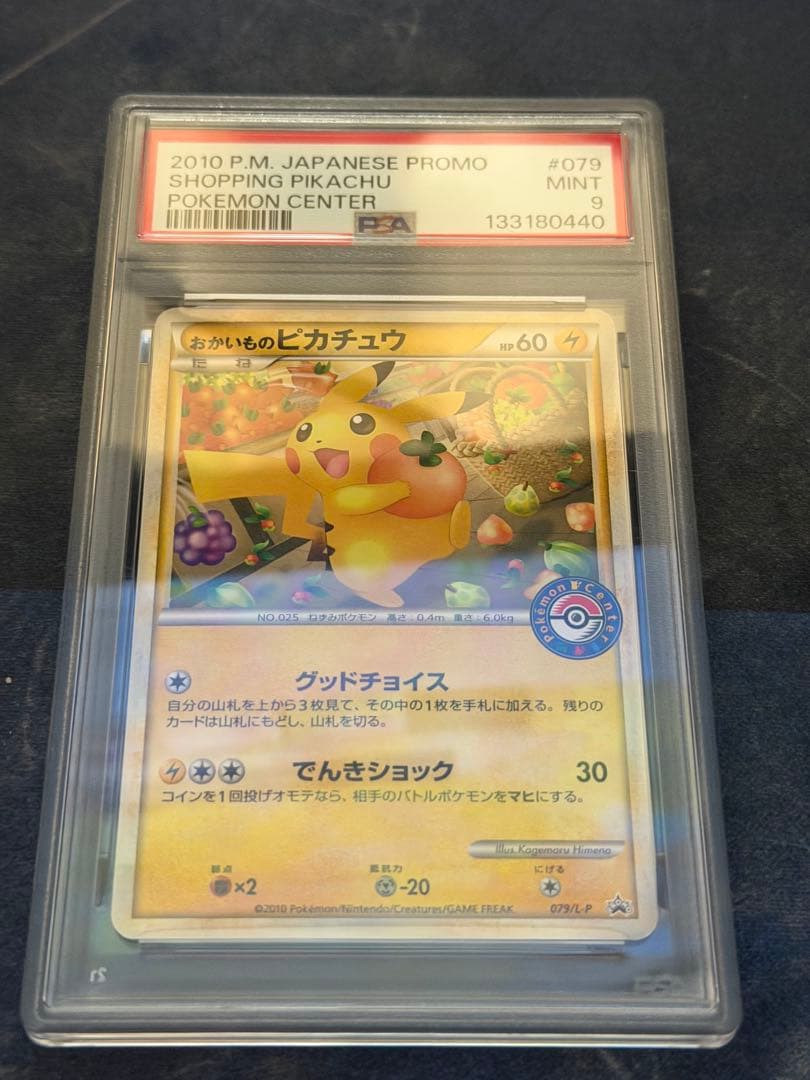 2010 P.M. JAPANESE PROMO #079
SHOPPING PIKACHU MINT
POKEMON CENTER 9
PSA 133180440
おかいものピカチュウ HP60
たね
Pokémon Center
NO.025 ねずみポケモン 高さ:0.4m 重さ:6.0kg
グッドチョイス
自分の山札を上から3枚見て、その中の1枚を手札に加える。残りの
カードは山札にもどし、山札を切る。
でんきショック 30
コインを1回投げオモテなら、相手のバトルポケモンをマヒにする。
Illus. Kagemaru Himeno
弱点 抵抗力 にげる
×2 -20
©2010 Pokémon/Nintendo/Creatures/GAME FREAK. 079/L-P